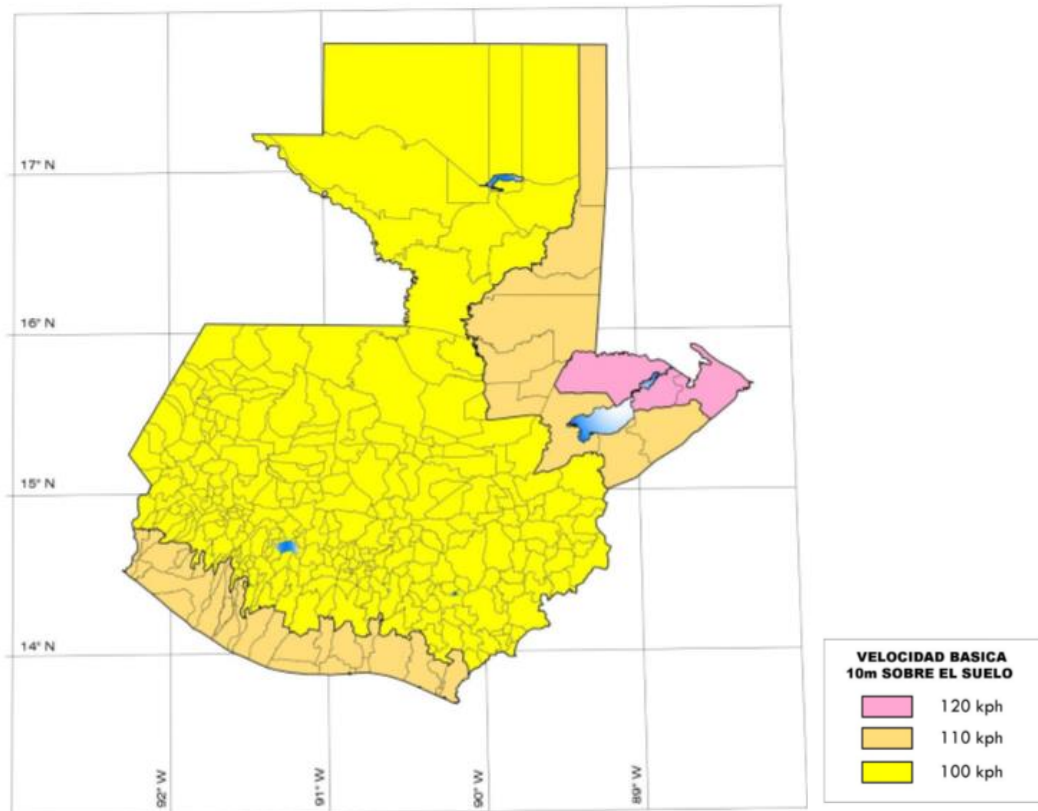 17° N
16° N
15° N
14° N
92° W
91° W
90° W
89° W
VELOCIDAD BASICA
10m SOBRE EL SUELO
120 kph
110 kph
100 kph